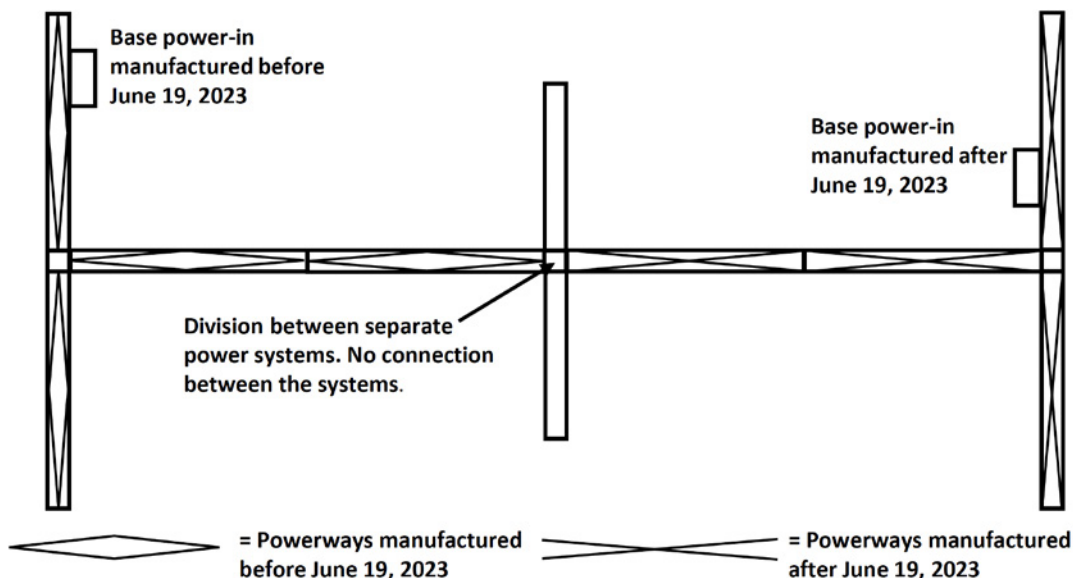 Base power-in
manufactured before
June 19, 2023
Base power-in
manufactured after
June 19, 2023
Division between separate
power systems. No connection
between the systems.
= Powerways manufactured
before June 19, 2023
= Powerways manufactured
after June 19, 2023